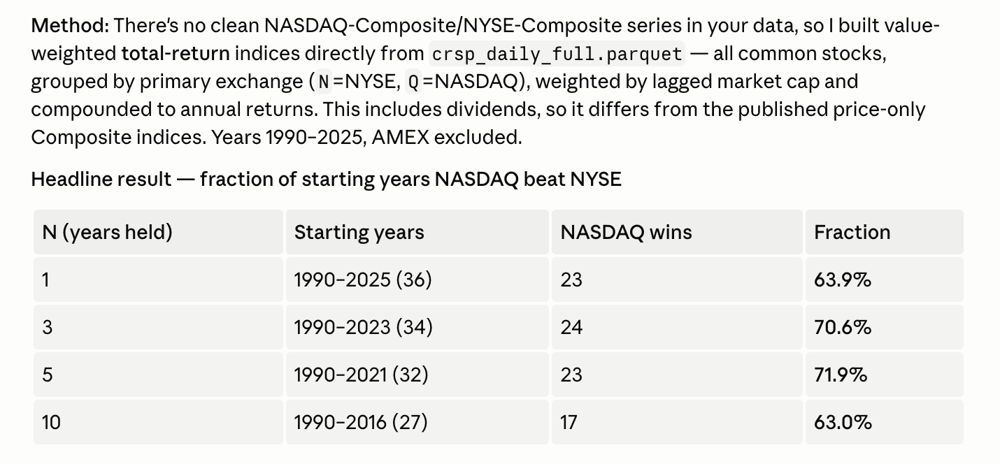 Method: There's no clean NASDAQ-Composite/NYSE-Composite series in your data, so I built value-
weighted total-return indices directly from crsp_daily_full.parquet — all common stocks,
grouped by primary exchange (N=NYSE, Q=NASDAQ), weighted by lagged market cap and
compounded to annual returns. This includes dividends, so it differs from the published price-only
Composite indices. Years 1990–2025, AMEX excluded.
Headline result — fraction of starting years NASDAQ beat NYSE
N (years held) Starting years NASDAQ wins Fraction
1 1990–2025 (36) 23 63.9%
3 1990–2023 (34) 24 70.6%
5 1990–2021 (32) 23 71.9%
10 1990–2016 (27) 17 63.0%